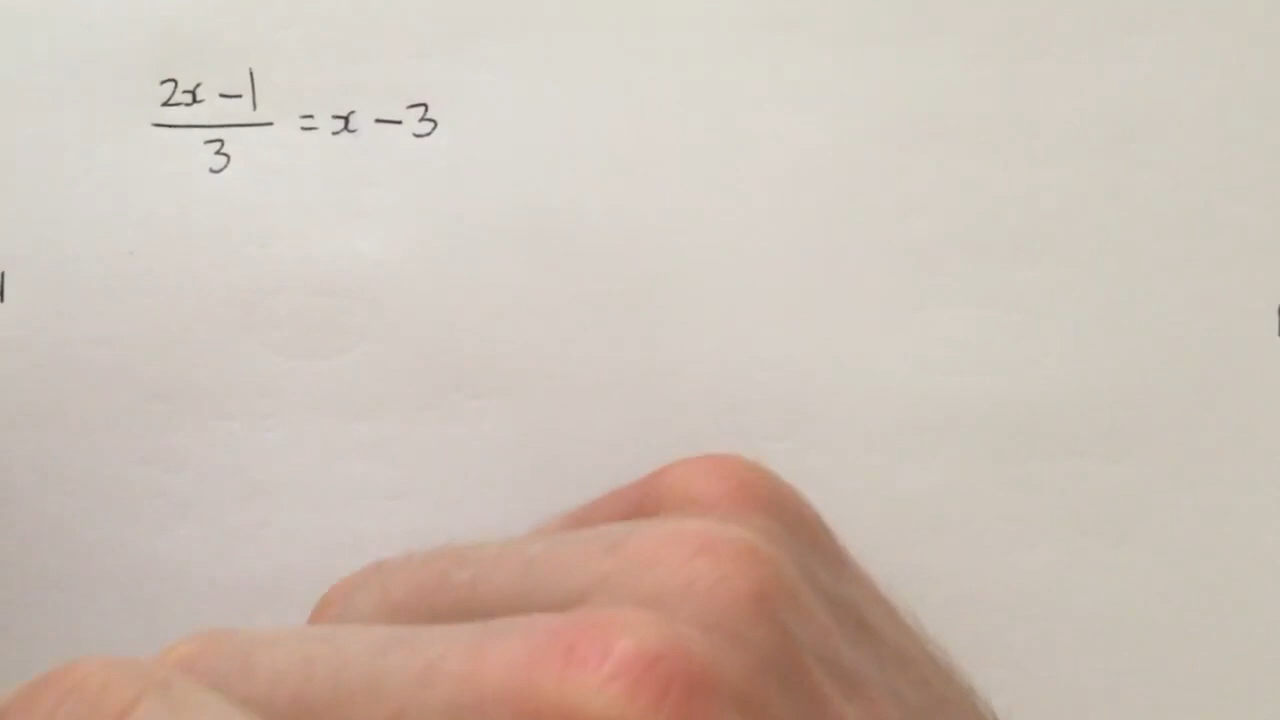 2x - 1
3
= x - 3